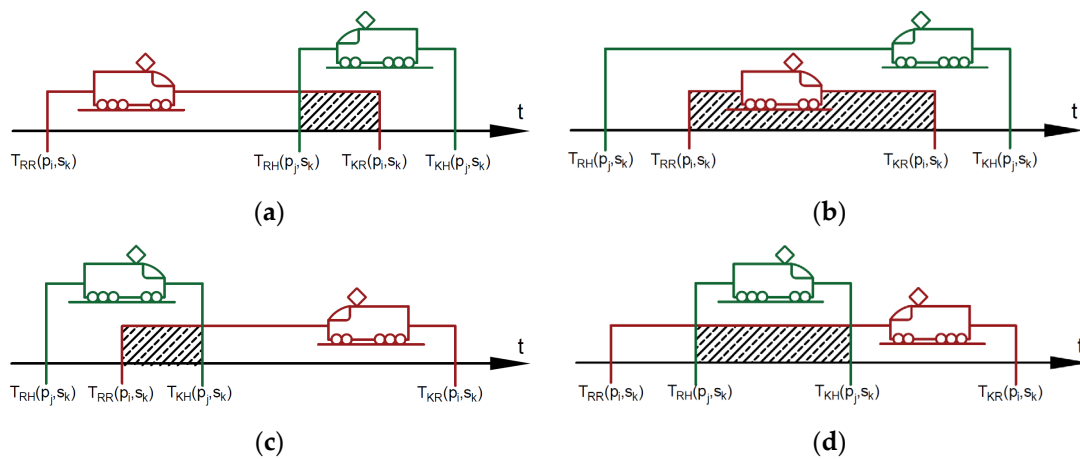 t
T_RR(p_i,s_k) T_RH(p_j,s_k) T_KR(p_i,s_k) T_KH(p_j,s_k)
(a)
t
T_RH(p_j,s_k) T_RR(p_i,s_k) T_KR(p_i,s_k) T_KH(p_j,s_k)
(b)
t
T_RH(p_j,s_k) T_RR(p_i,s_k) T_KH(p_j,s_k) T_KR(p_i,s_k)
(c)
t
T_RR(p_i,s_k) T_RH(p_j,s_k) T_KH(p_j,s_k) T_KR(p_i,s_k)
(d)